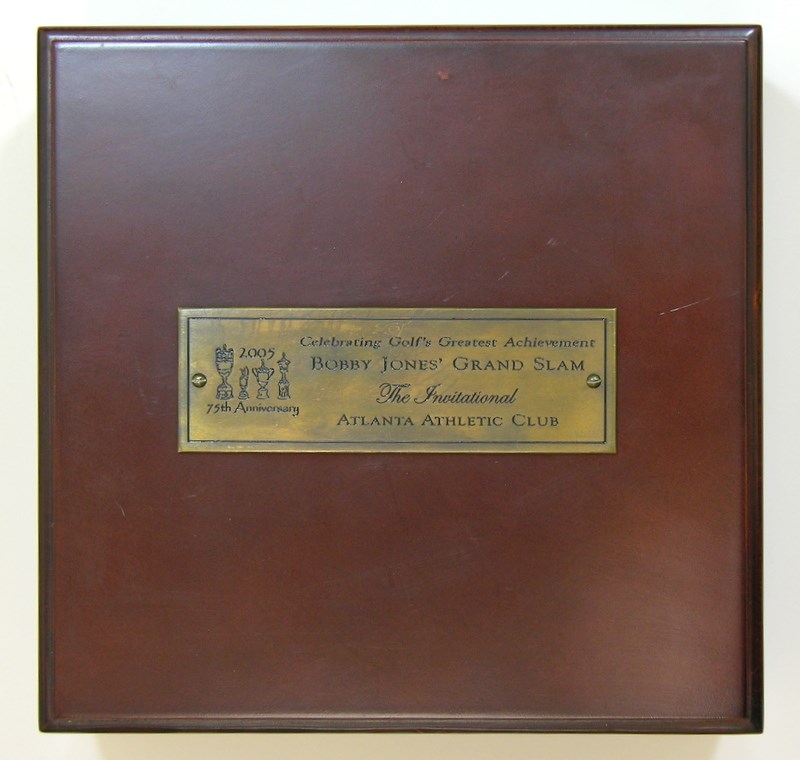 2005
75th Anniversary
Celebrating Golf's Greatest Achievement
BOBBY JONES' GRAND SLAM
The Invitational
ATLANTA ATHLETIC CLUB